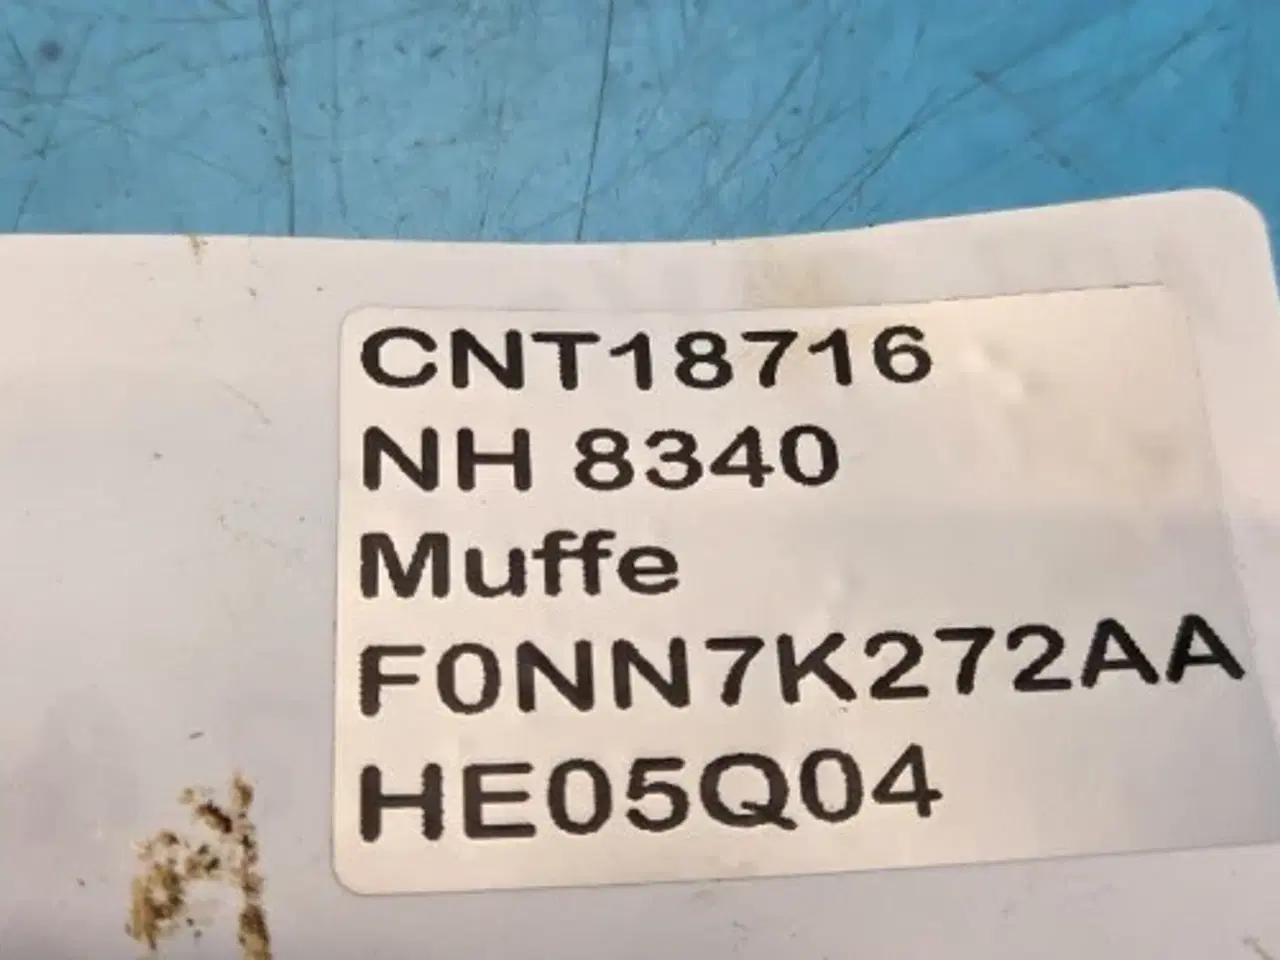 CNT18716
NH 8340
Muffe
F0NN7K272AA
HE05Q04